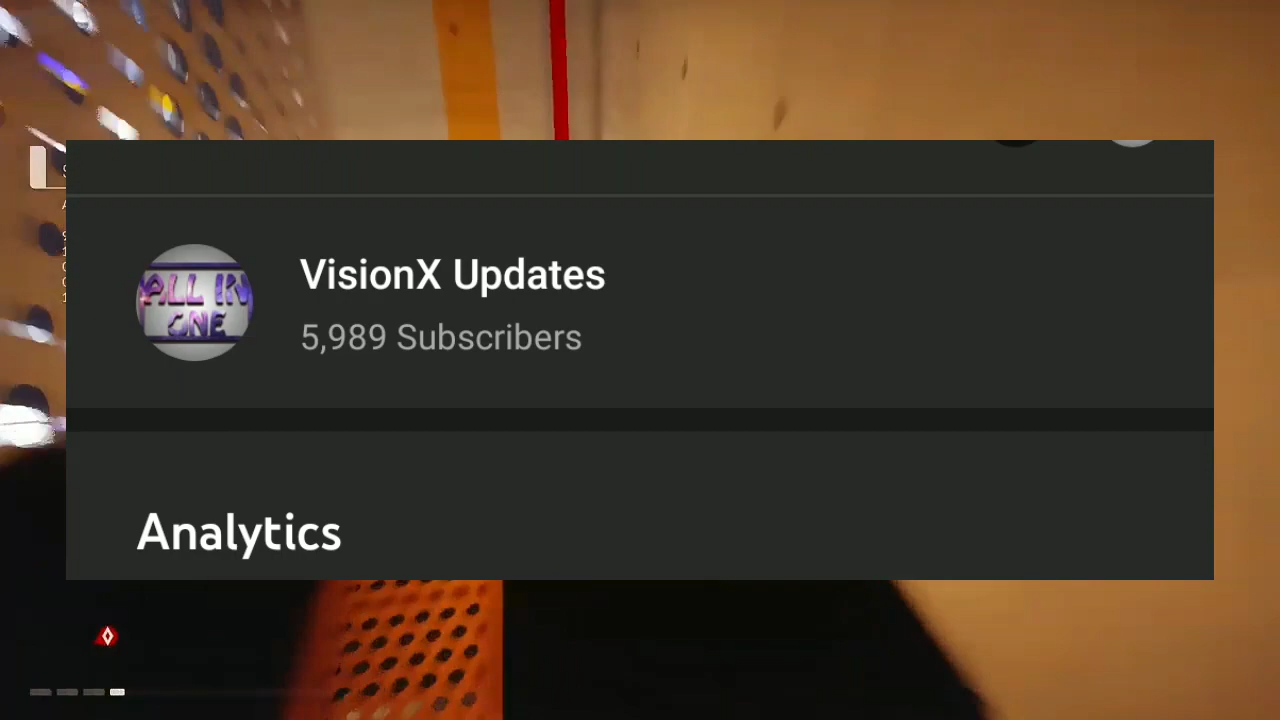 ALL IN
ONE
VisionX Updates
5,989 Subscribers
Analytics